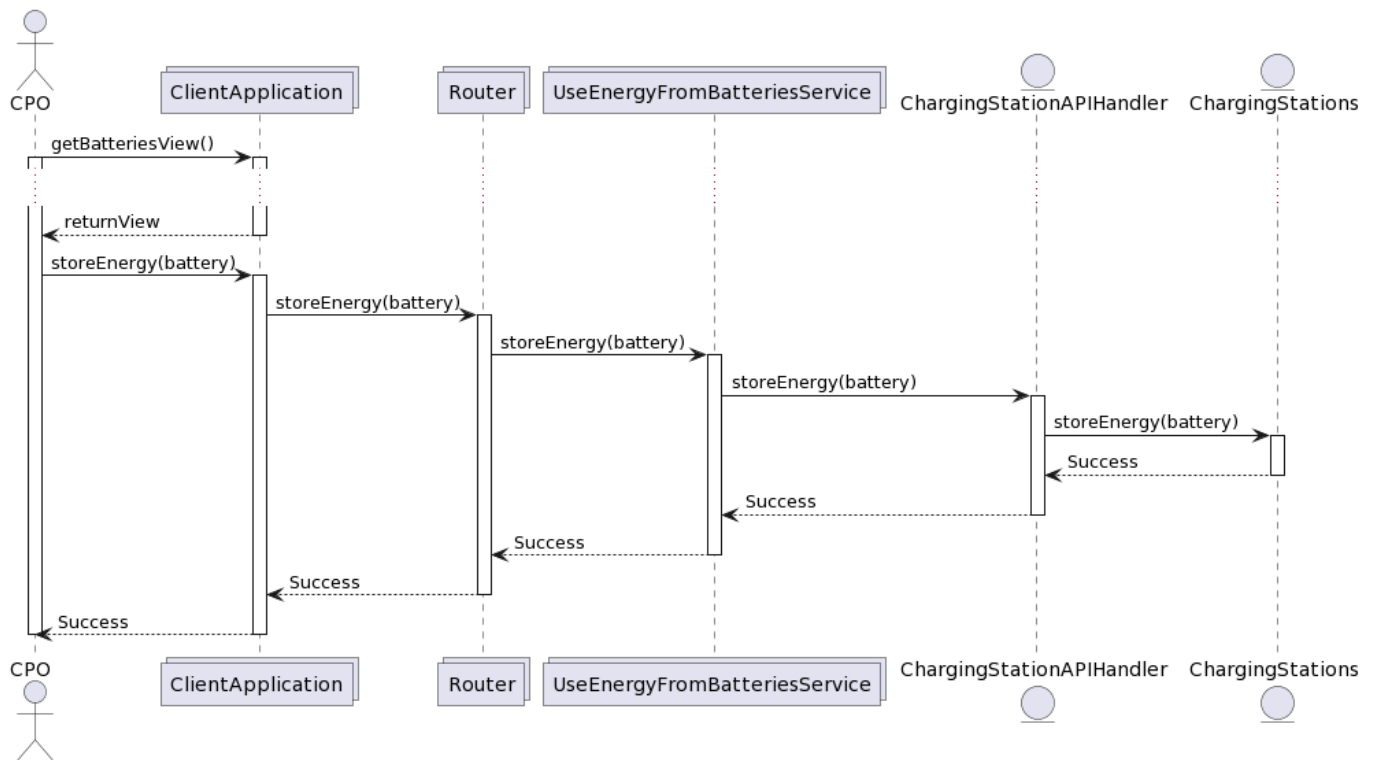 CPO
ClientApplication
Router
UseEnergyFromBatteriesService
ChargingStationAPIHandler
ChargingStations
getBatteriesView()
returnView
storeEnergy(battery)
storeEnergy(battery)
storeEnergy(battery)
storeEnergy(battery)
storeEnergy(battery)
Success
Success
Success
Success
Success
CPO
ClientApplication
Router
UseEnergyFromBatteriesService
ChargingStationAPIHandler
ChargingStations